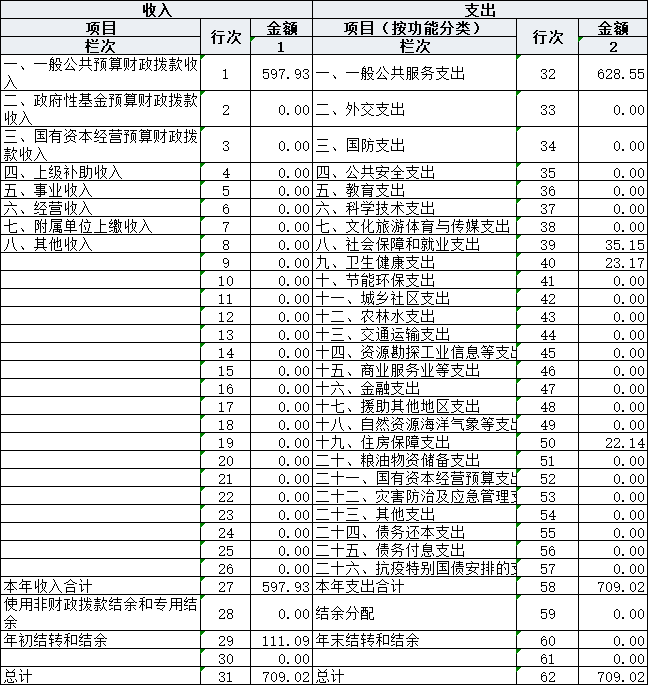 收入 支出
项目 行次 金额 项目（按功能分类） 行次 金额
栏次 1 栏次 2
一、一般公共预算财政拨款收
入 1 597.93 一、一般公共服务支出 32 628.55
二、政府性基金预算财政拨款
收入 2 0.00 二、外交支出 33 0.00
三、国有资本经营预算财政拨
款收入 3 0.00 三、国防支出 34 0.00
四、上级补助收入 4 0.00 四、公共安全支出 35 0.00
五、事业收入 5 0.00 五、教育支出 36 0.00
六、经营收入 6 0.00 六、科学技术支出 37 0.00
七、附属单位上缴收入 7 0.00 七、文化旅游体育与传媒支出 38 0.00
八、其他收入 8 0.00 八、社会保障和就业支出 39 35.15
9 0.00 九、卫生健康支出 40 23.17
10 0.00 十、节能环保支出 41 0.00
11 0.00 十一、城乡社区支出 42 0.00
12 0.00 十二、农林水支出 43 0.00
13 0.00 十三、交通运输支出 44 0.00
14 0.00 十四、资源勘探工业信息等支出 45 0.00
15 0.00 十五、商业服务业等支出 46 0.00
16 0.00 十六、金融支出 47 0.00
17 0.00 十七、援助其他地区支出 48 0.00
18 0.00 十八、自然资源海洋气象等支出 49 0.00
19 0.00 十九、住房保障支出 50 22.14
20 0.00 二十、粮油物资储备支出 51 0.00
21 0.00 二十一、国有资本经营预算支出 52 0.00
22 0.00 二十二、灾害防治及应急管理支 53 0.00
23 0.00 二十三、其他支出 54 0.00
24 0.00 二十四、债务还本支出 55 0.00
25 0.00 二十五、债务付息支出 56 0.00
26 0.00 二十六、抗疫特别国债安排的支 57 0.00
本年收入合计 27 597.93 本年支出合计 58 709.02
使用非财政拨款结余和专用结
余 28 0.00 结余分配 59 0.00
年初结转和结余 29 111.09 年末结转和结余 60 0.00
30 0.00 61 0.00
总计 31 709.02 总计 62 709.02